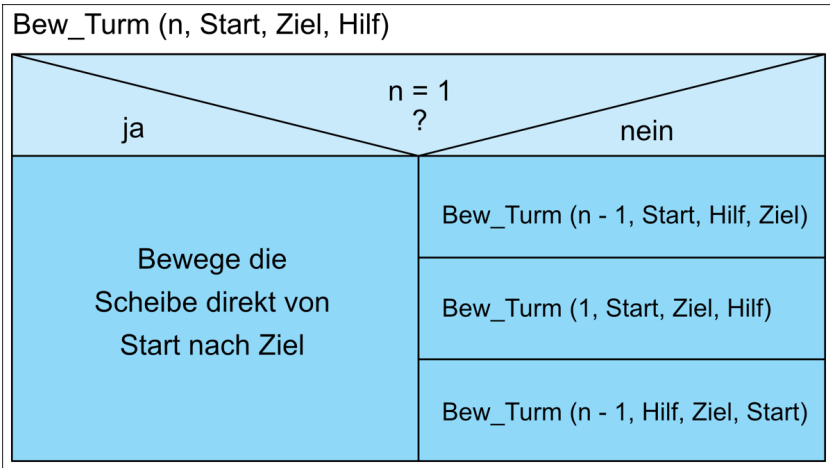 Bew_Turm (n, Start, Ziel, Hilf)
n = 1
?
ja
nein
Bewege die
Scheibe direkt von
Start nach Ziel
Bew_Turm (n - 1, Start, Hilf, Ziel)
Bew_Turm (1, Start, Ziel, Hilf)
Bew_Turm (n - 1, Hilf, Ziel, Start)